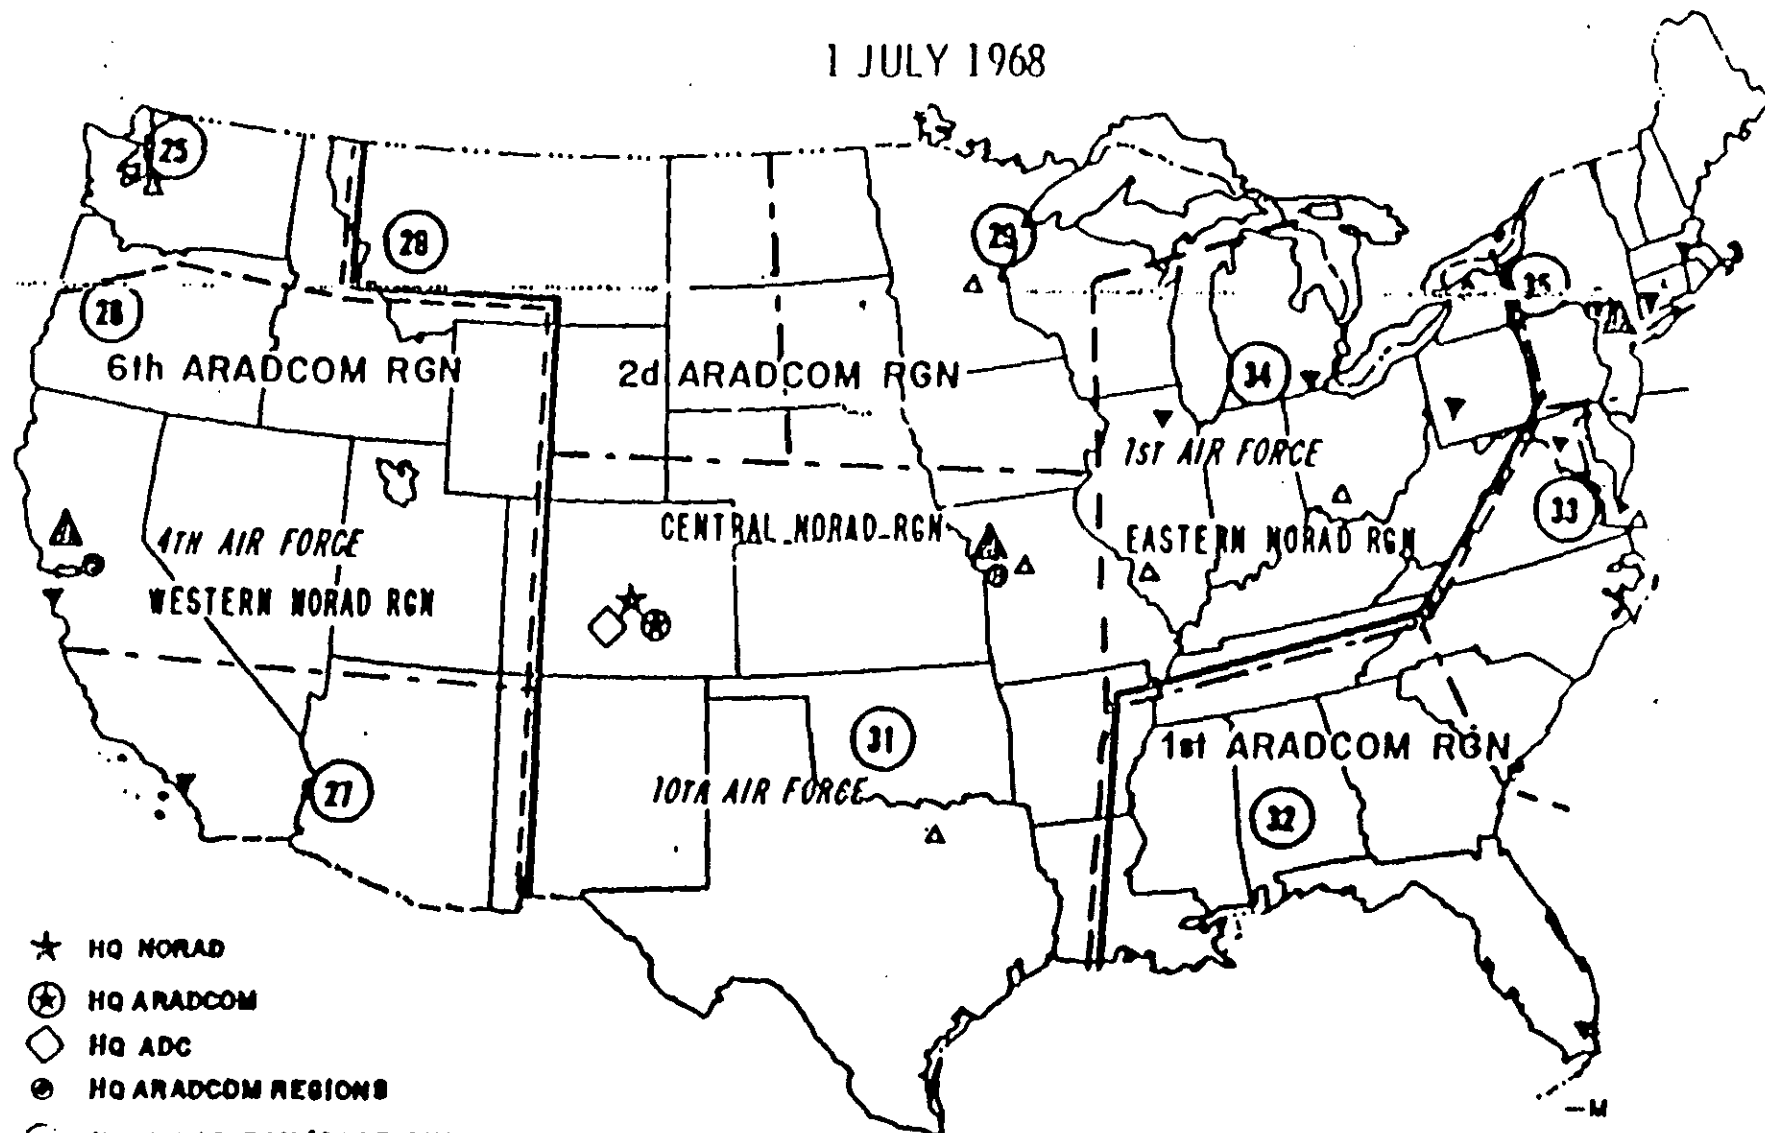 1 JULY 1968
25
28
29
35
26
6th ARADCOM RGN
2d ARADCOM RGN
34
1ST AIR FORCE
4TH AIR FORCE
CENTRAL NORAD RGN
EASTERN NORAD RGN
33
WESTERN NORAD RGN
27
31
10TH AIR FORCE
1st ARADCOM RGN
32
HQ NORAD
HQ ARADCOM
HQ ADC
HQ ARADCOM REGIONS